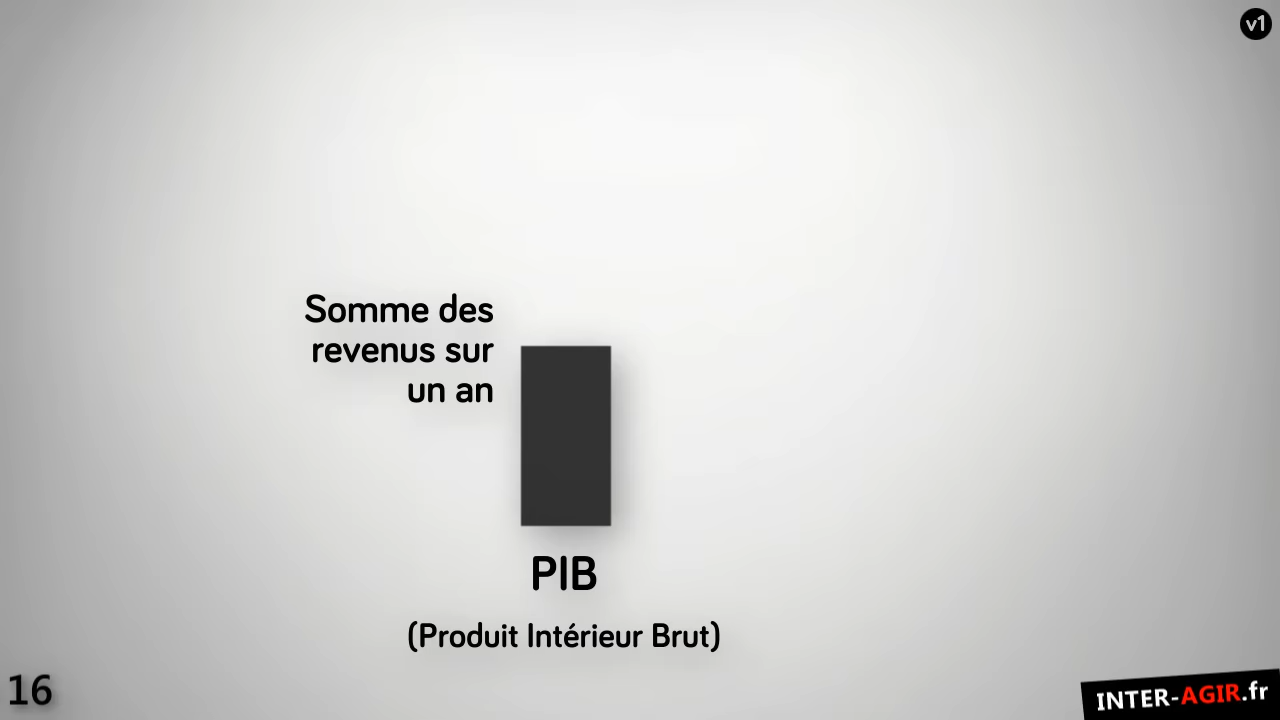 v1
Somme des
revenus sur
un an
PIB
(Produit Intérieur Brut)
16
INTER-AGIR.fr